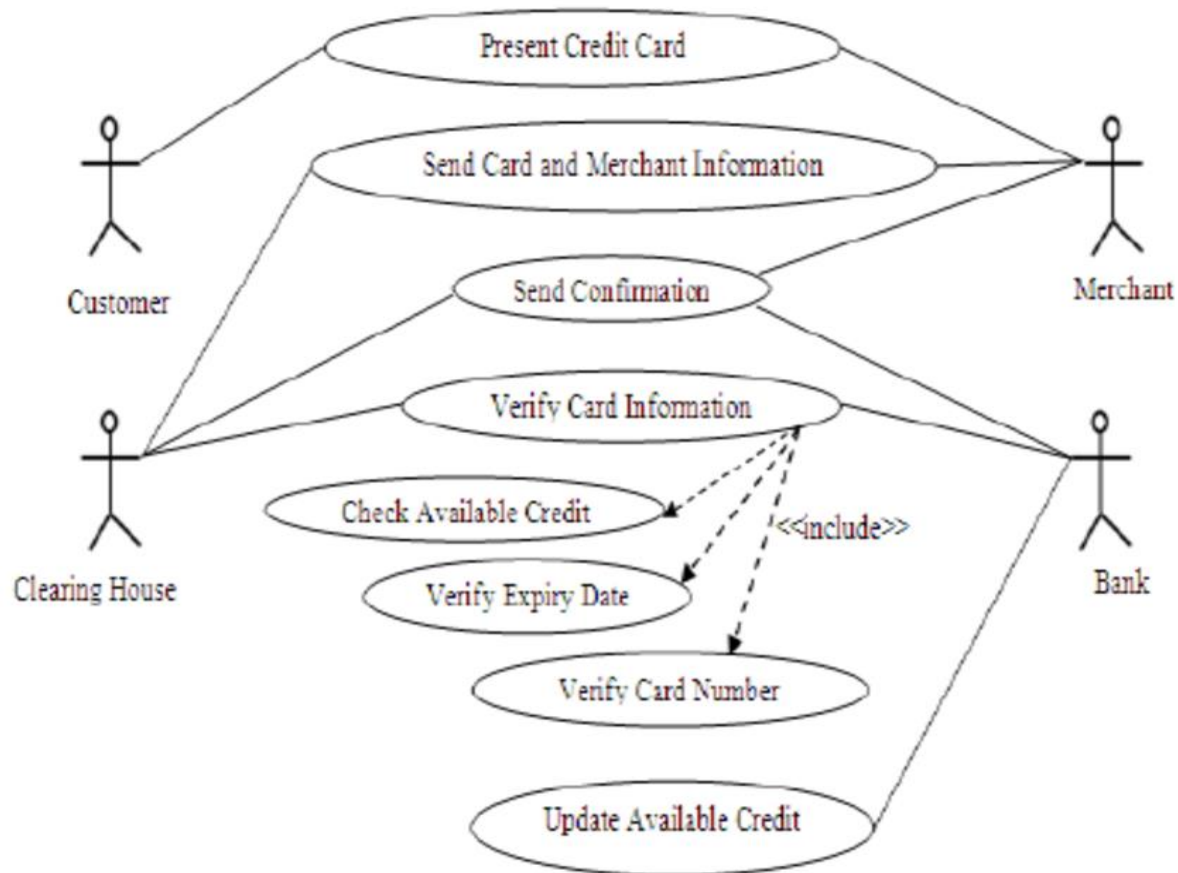 Present Credit Card
Send Card and Merchant Information
Customer
Send Confirmation
Merchant
Verify Card Information
Check Available Credit
<<include>>
Clearing House
Verify Expiry Date
Bank
Verify Card Number
Update Available Credit